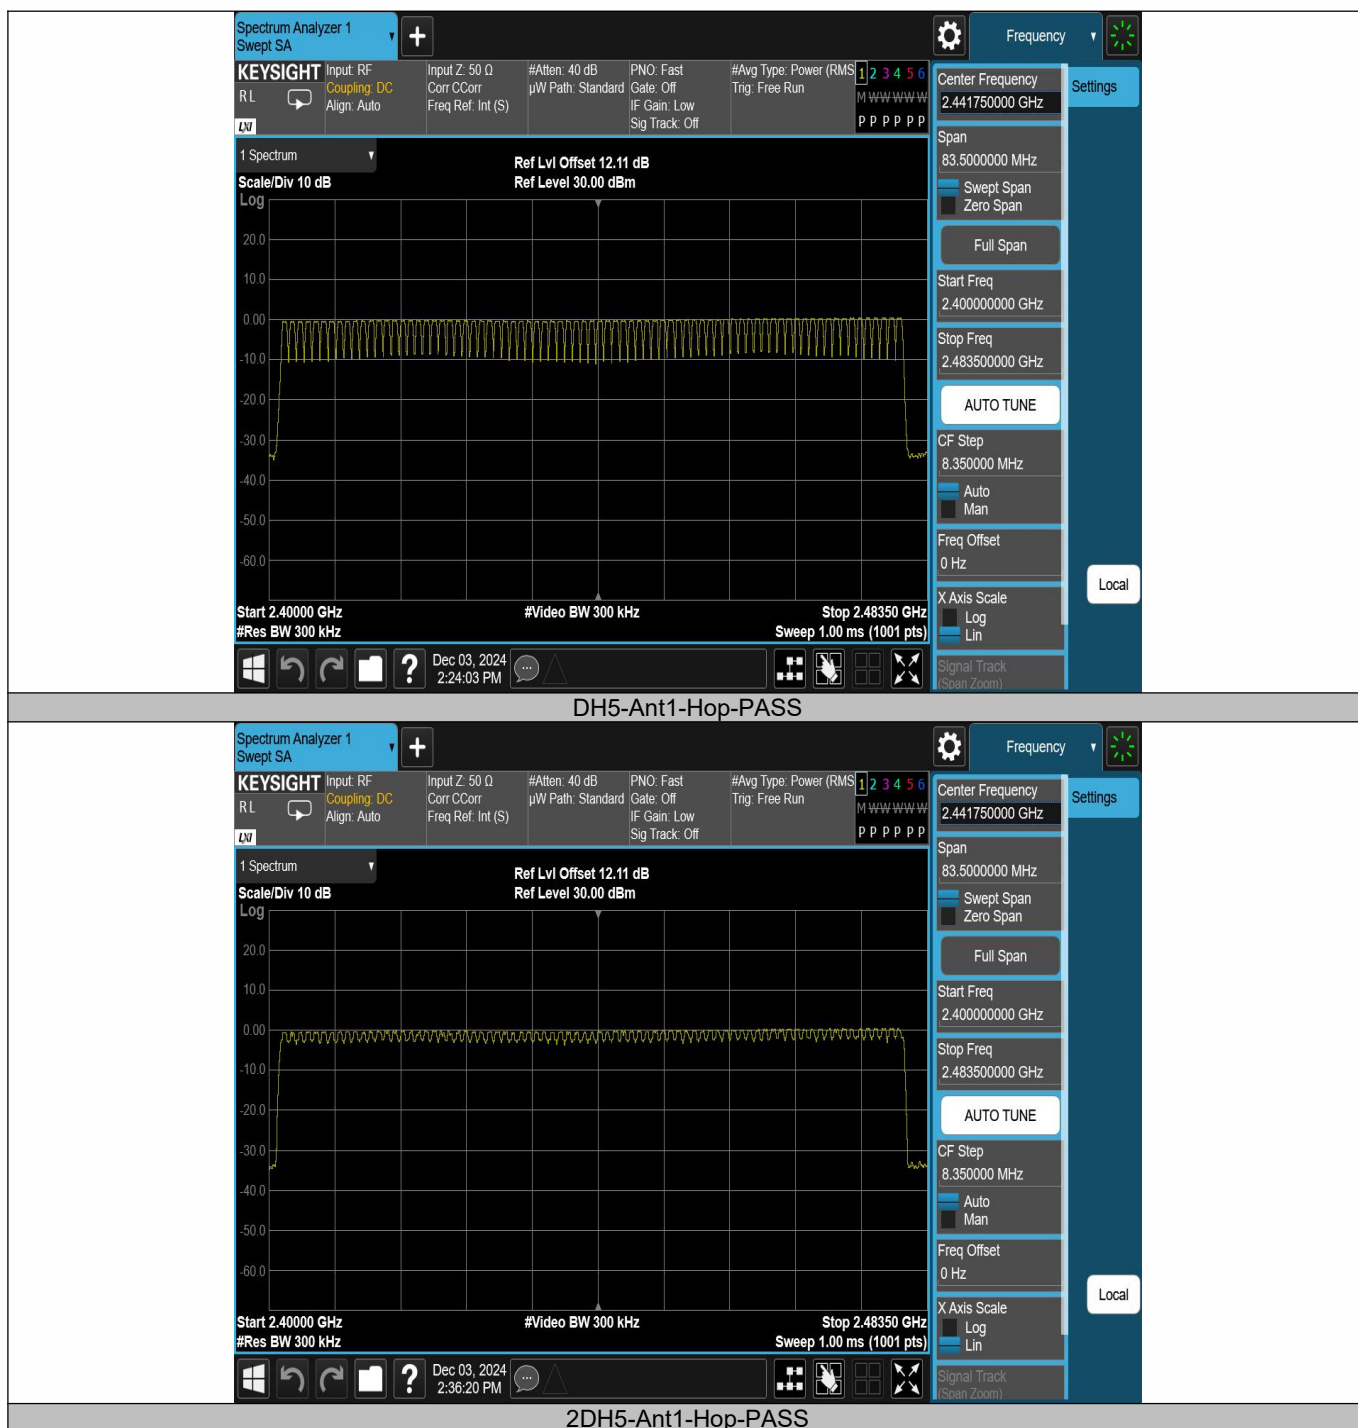 Spectrum Analyzer 1
Swept SA
Frequency
KEYSIGHT
RL
LXI
Input: RF
Coupling: DC
Align: Auto
Input Z: 50 Ω
Corr CCorr
Freq Ref: Int (S)
#Atten: 40 dB
µW Path: Standard
PNO: Fast
Gate: Off
IF Gain: Low
Sig Track: Off
#Avg Type: Power (RMS
Trig: Free Run
1 2 3 4 5 6
M W W W W W
P P P P P P
Center Frequency
2.441750000 GHz
Settings
Span
83.5000000 MHz
Swept Span
Zero Span
Full Span
Start Freq
2.400000000 GHz
Stop Freq
2.483500000 GHz
AUTO TUNE
CF Step
8.350000 MHz
Auto
Man
Freq Offset
0 Hz
X Axis Scale
Log
Lin
Signal Track
(Span Zoom)
Local
1 Spectrum
Scale/Div 10 dB
Ref Lvl Offset 12.11 dB
Ref Level 30.00 dBm
Log
20.0
10.0
0.00
-10.0
-20.0
-30.0
-40.0
-50.0
-60.0
Start 2.40000 GHz
#Video BW 300 kHz
Stop 2.48350 GHz
#Res BW 300 kHz
Sweep 1.00 ms (1001 pts)
?
Dec 03, 2024
2:24:03 PM
DH5-Ant1-Hop-PASS
Spectrum Analyzer 1
Swept SA
Frequency
KEYSIGHT
RL
LXI
Input: RF
Coupling: DC
Align: Auto
Input Z: 50 Ω
Corr CCorr
Freq Ref: Int (S)
#Atten: 40 dB
µW Path: Standard
PNO: Fast
Gate: Off
IF Gain: Low
Sig Track: Off
#Avg Type: Power (RMS
Trig: Free Run
1 2 3 4 5 6
M W W W W W
P P P P P P
Center Frequency
2.441750000 GHz
Settings
Span
83.5000000 MHz
Swept Span
Zero Span
Full Span
Start Freq
2.400000000 GHz
Stop Freq
2.483500000 GHz
AUTO TUNE
CF Step
8.350000 MHz
Auto
Man
Freq Offset
0 Hz
X Axis Scale
Log
Lin
Signal Track
(Span Zoom)
Local
1 Spectrum
Scale/Div 10 dB
Ref Lvl Offset 12.11 dB
Ref Level 30.00 dBm
Log
20.0
10.0
0.00
-10.0
-20.0
-30.0
-40.0
-50.0
-60.0
Start 2.40000 GHz
#Video BW 300 kHz
Stop 2.48350 GHz
#Res BW 300 kHz
Sweep 1.00 ms (1001 pts)
?
Dec 03, 2024
2:36:20 PM
2DH5-Ant1-Hop-PASS